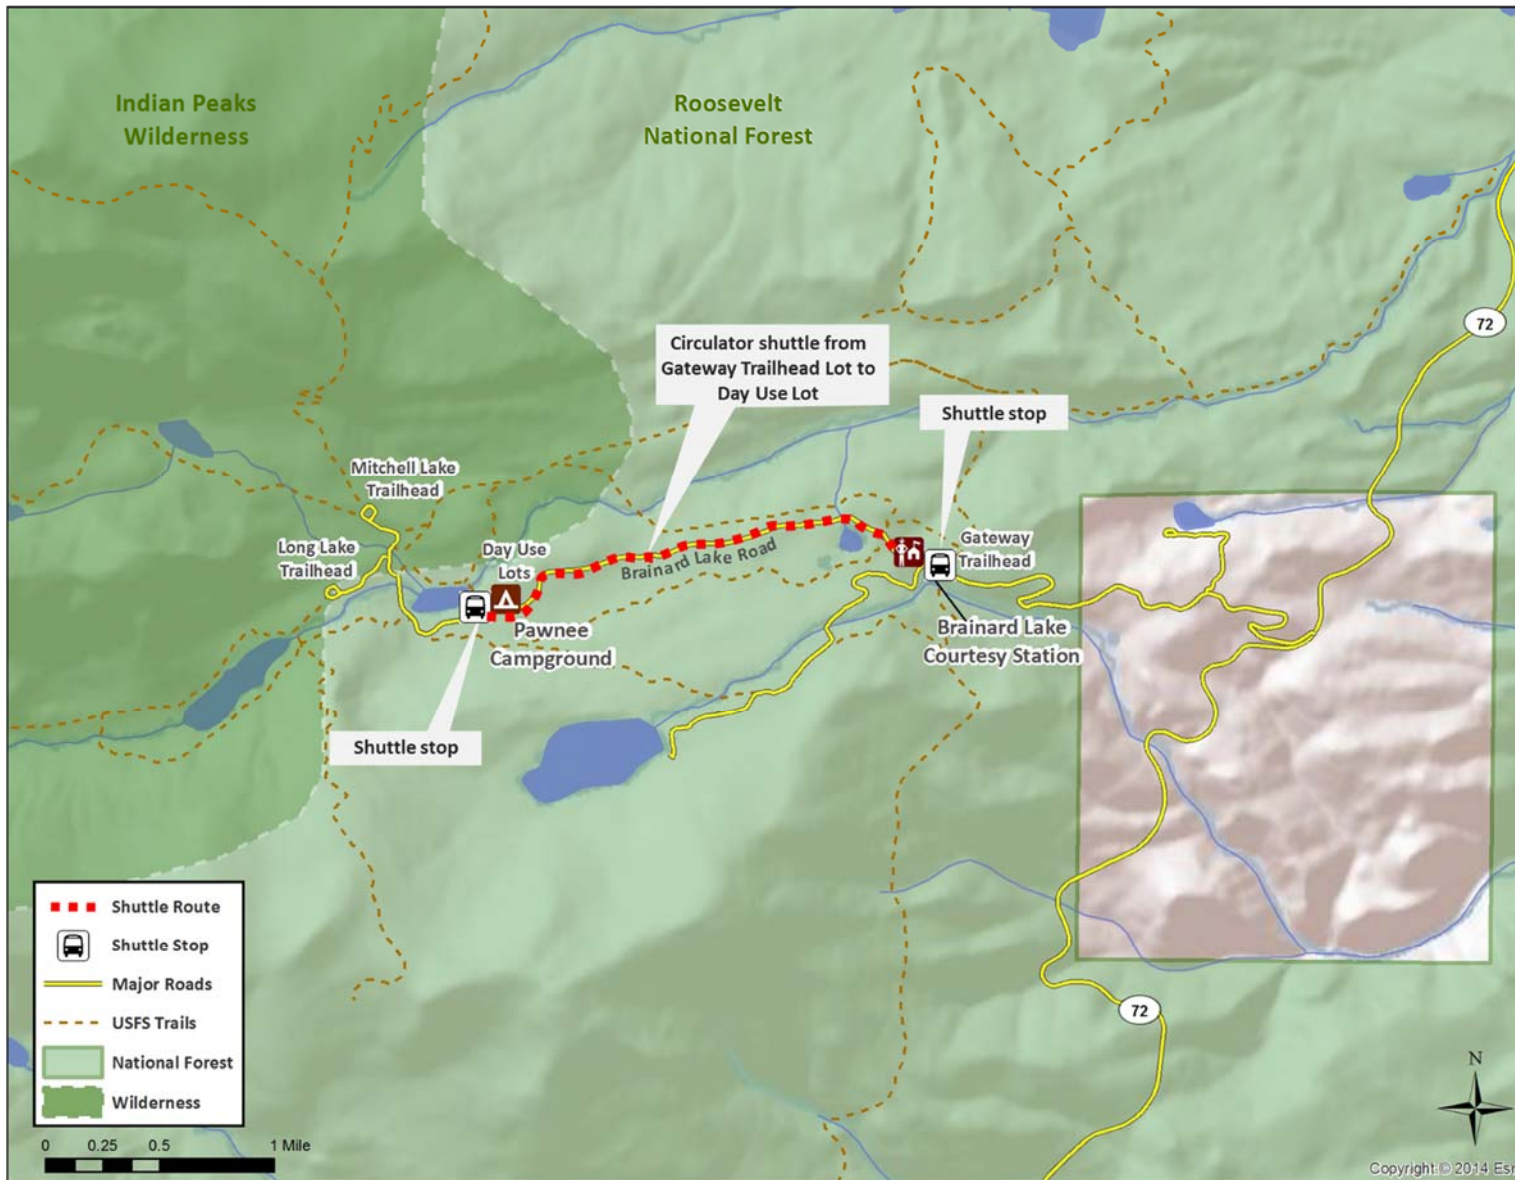 Indian Peaks
Wilderness
Roosevelt
National Forest
72
Circulator shuttle from
Gateway Trailhead Lot to
Day Use Lot
Shuttle stop
Mitchell Lake
Trailhead
Long Lake
Trailhead
Day Use
Lots
Brainard Lake Road
Gateway
Trailhead
Pawnee
Campground
Brainard Lake
Courtesy Station
Shuttle stop
Shuttle Route
Shuttle Stop
Major Roads
USFS Trails
National Forest
Wilderness
72
N
0 0.25 0.5 1 Mile
Copyright:© 2014 Esr